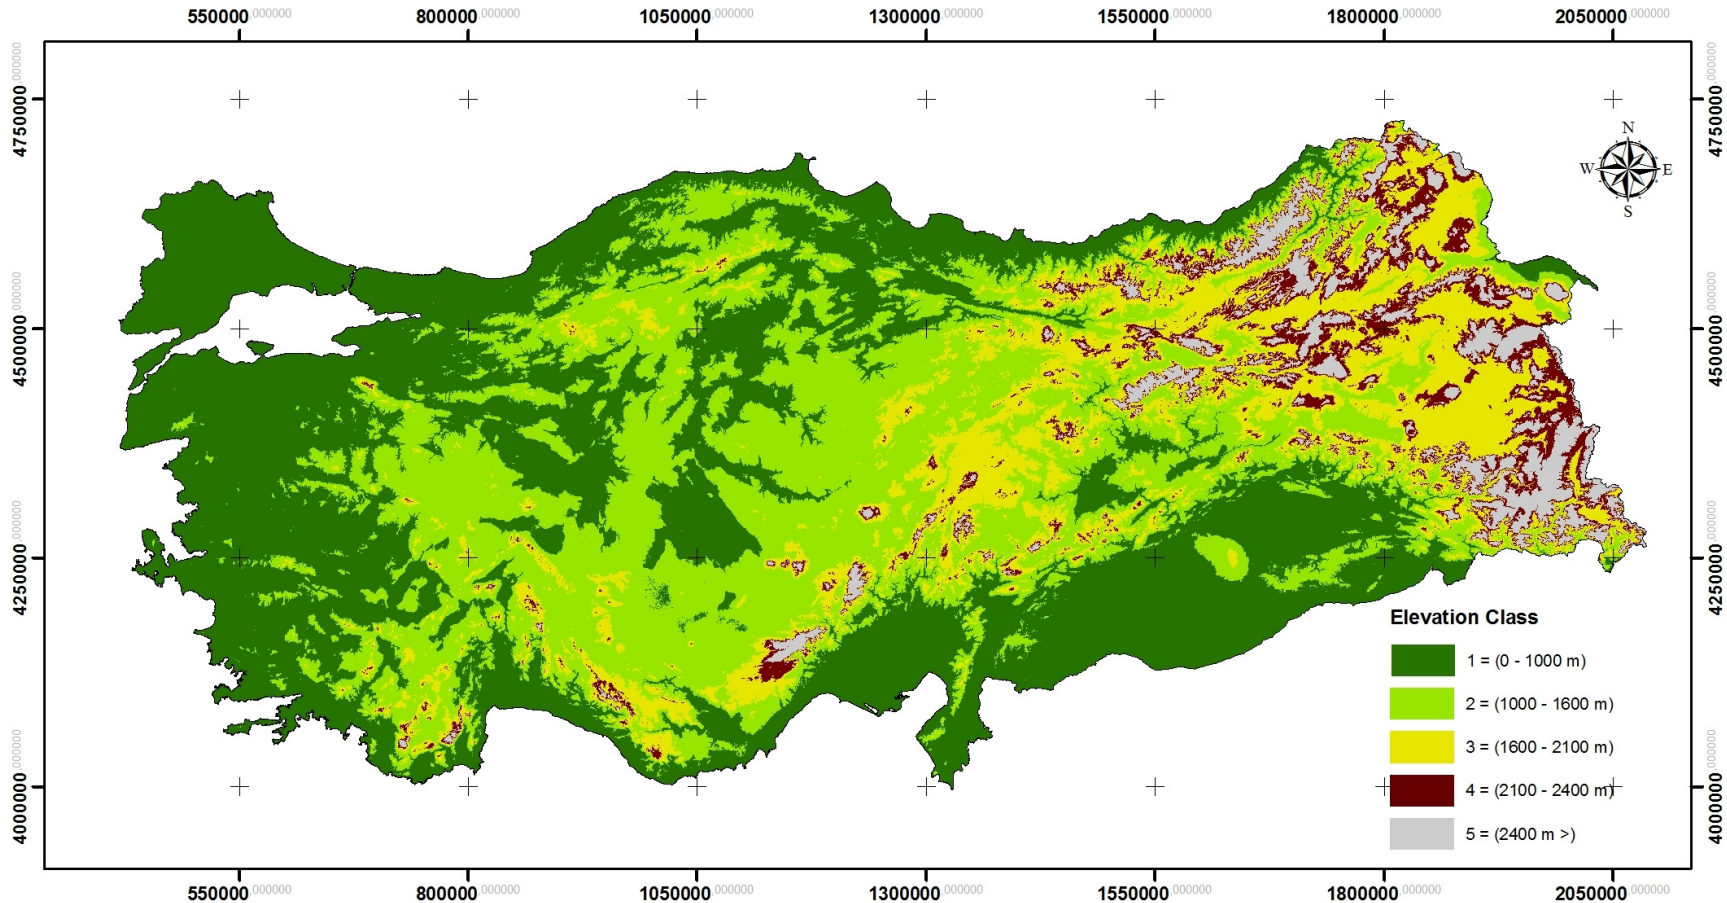 550000,000000 800000,000000 1050000,000000 1300000,000000 1550000,000000 1800000,000000 2050000,000000
4750000,000000 4750000,000000
N
W E
S
4500000,000000 4500000,000000
4250000,000000 4250000,000000
Elevation Class
1 = (0 - 1000 m)
2 = (1000 - 1600 m)
3 = (1600 - 2100 m)
4 = (2100 - 2400 m)
5 = (2400 m >)
4000000,000000 4000000,000000
550000,000000 800000,000000 1050000,000000 1300000,000000 1550000,000000 1800000,000000 2050000,000000